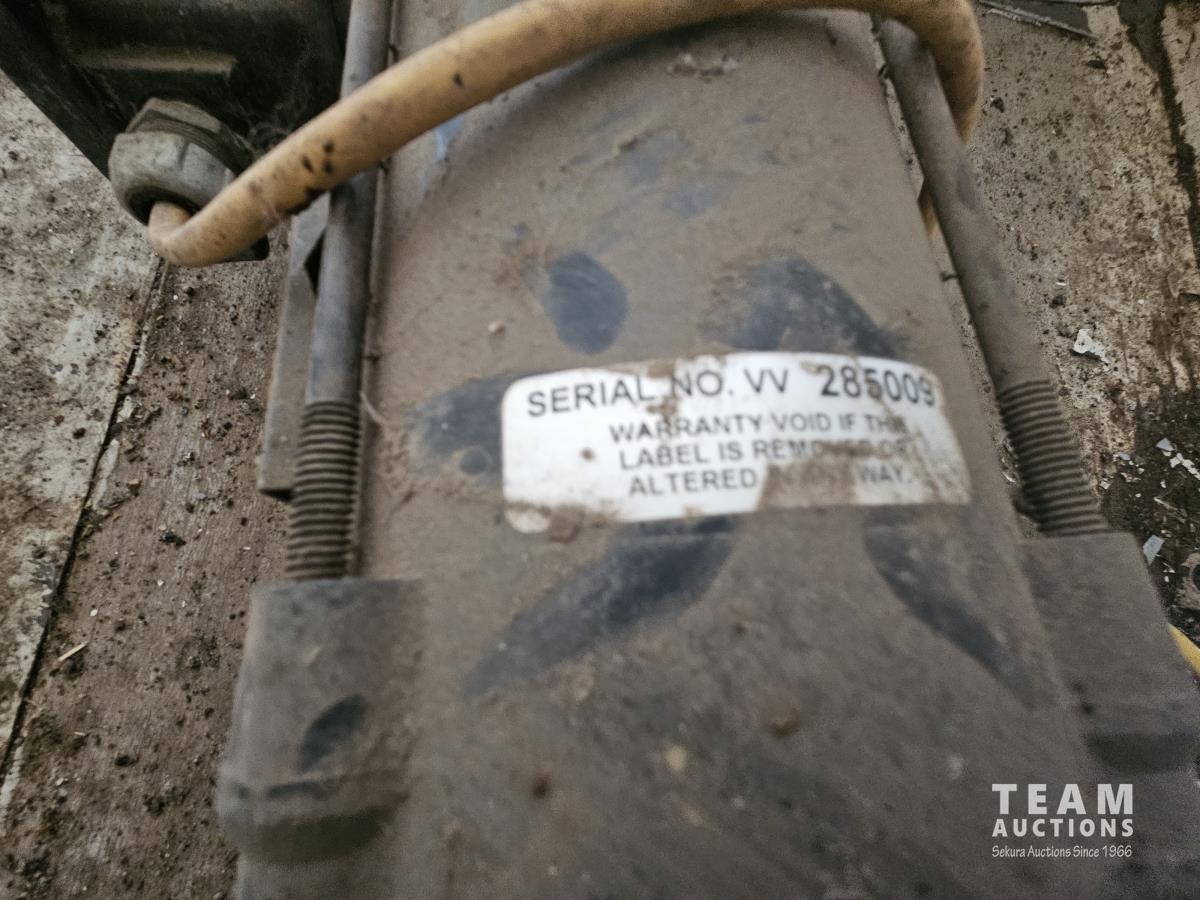 SERIAL NO. VV 285009
WARRANTY VOID IF THIS
LABEL IS REMOVED OR
ALTERED IN ANY WAY.
TEAM
AUCTIONS
Sekura Auctions Since 1966